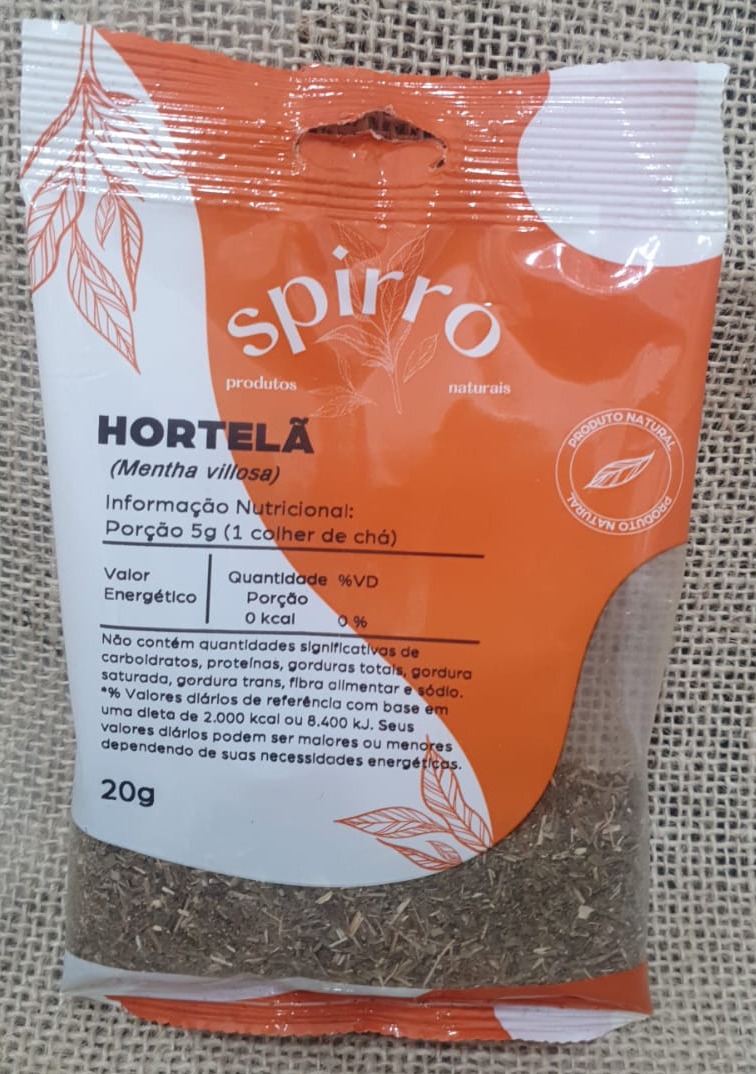 spirro
produtos naturais
HORTELÃ
(Mentha villosa)
PRODUTO NATURAL
PRODUTO NATURAL
Informação Nutricional:
Porção 5g (1 colher de chá)
Valor
Energético
Quantidade %VD
Porção
0 kcal 0 %
Não contém quantidades significativas de
carboidratos, proteínas, gorduras totais, gordura
saturada, gordura trans, fibra alimentar e sódio.
*% Valores diários de referência com base em
uma dieta de 2.000 kcal ou 8.400 kJ. Seus
valores diários podem ser maiores ou menores
dependendo de suas necessidades energéticas.
20g